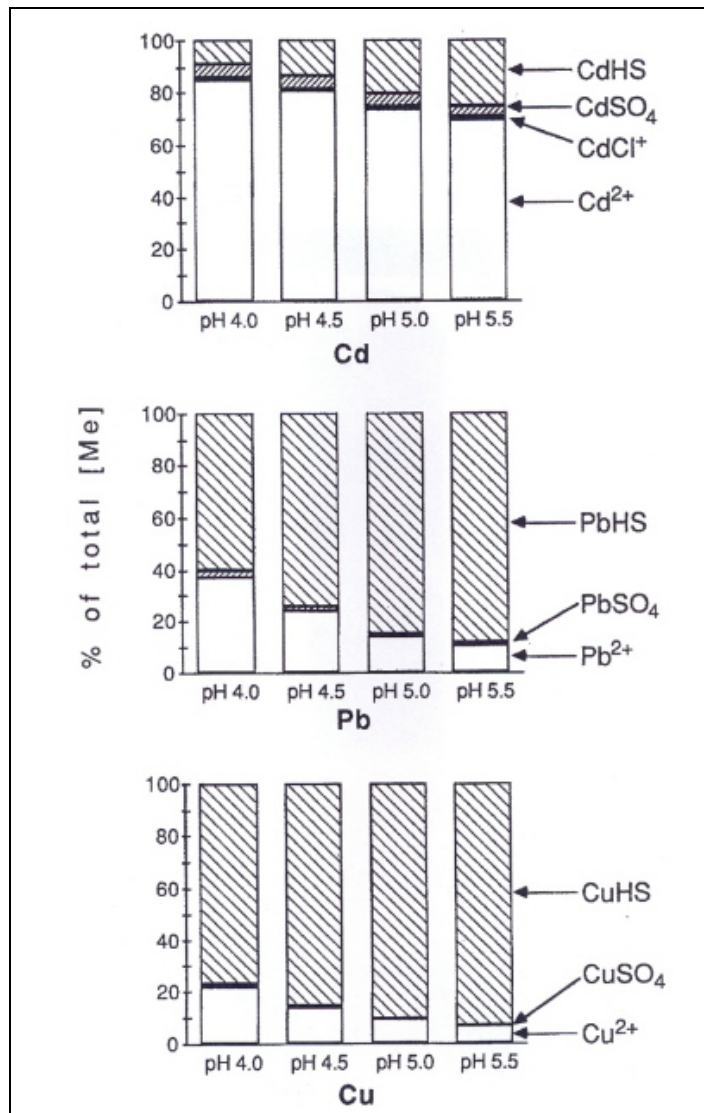 100
80
60
40
20
0
CdHS
CdSO₄
CdCl⁺
Cd²⁺
pH 4.0 pH 4.5 pH 5.0 pH 5.5
Cd
% of total [Me]
100
80
60
40
20
0
PbHS
PbSO₄
Pb²⁺
pH 4.0 pH 4.5 pH 5.0 pH 5.5
Pb
100
80
60
40
20
0
CuHS
CuSO₄
Cu²⁺
pH 4.0 pH 4.5 pH 5.0 pH 5.5
Cu